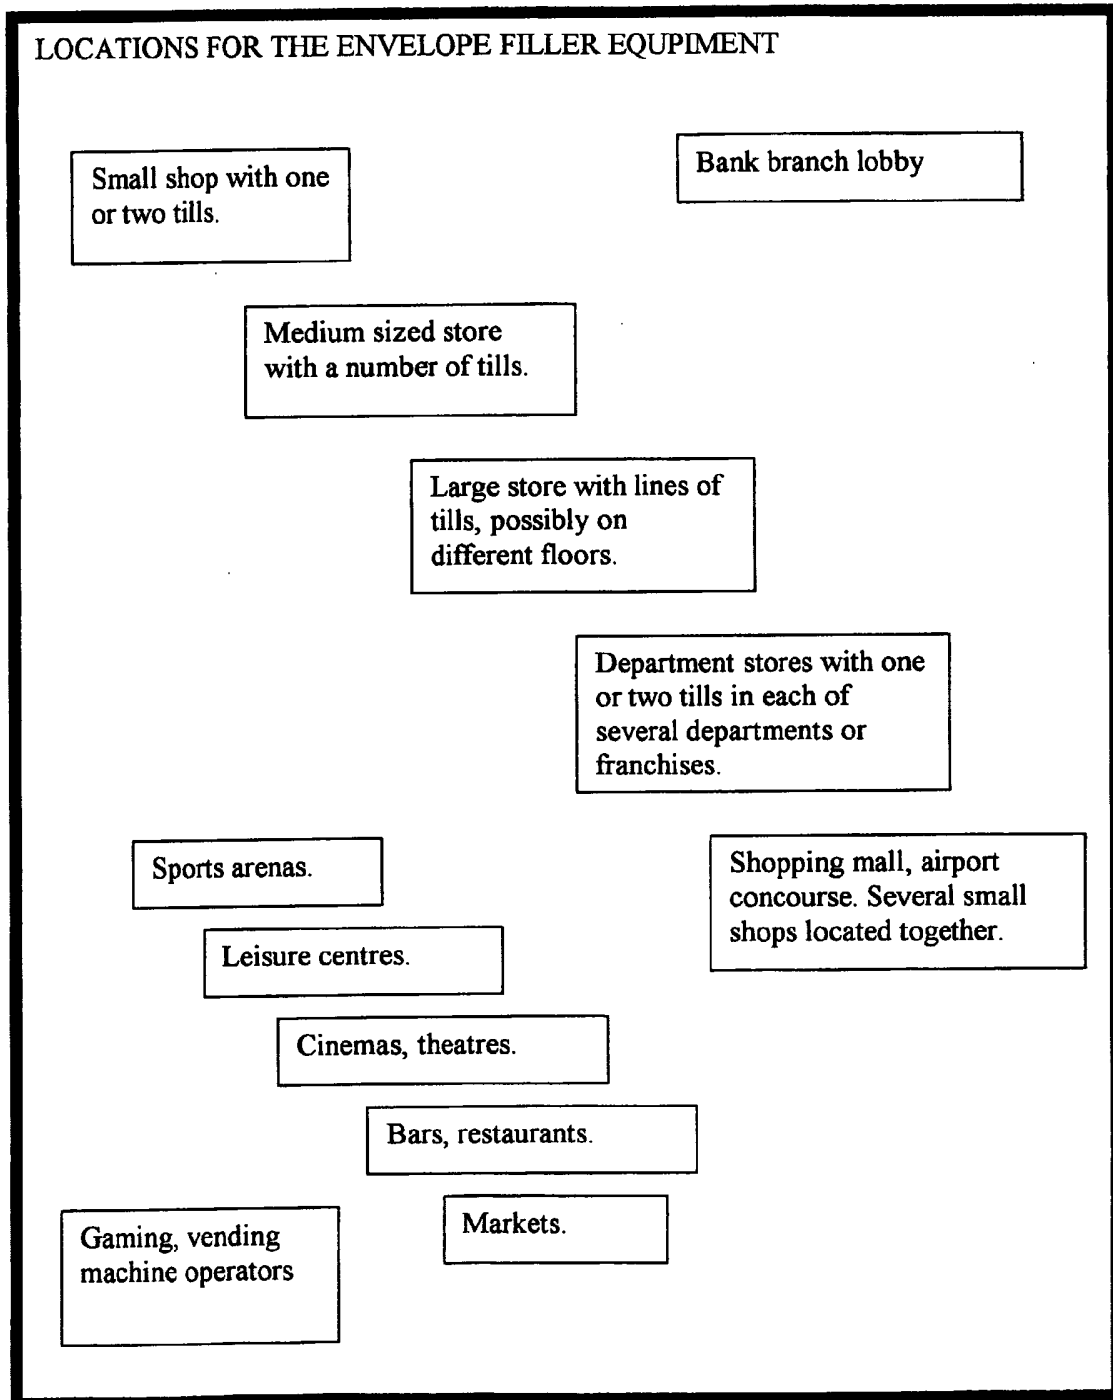 LOCATIONS FOR THE ENVELOPE FILLER EQUPIMENT
Small shop with one
or two tills.
Bank branch lobby
Medium sized store
with a number of tills.
Large store with lines of
tills, possibly on
different floors.
Department stores with one
or two tills in each of
several departments or
franchises.
Sports arenas.
Shopping mall, airport
concourse. Several small
shops located together.
Leisure centres.
Cinemas, theatres.
Bars, restaurants.
Markets.
Gaming, vending
machine operators